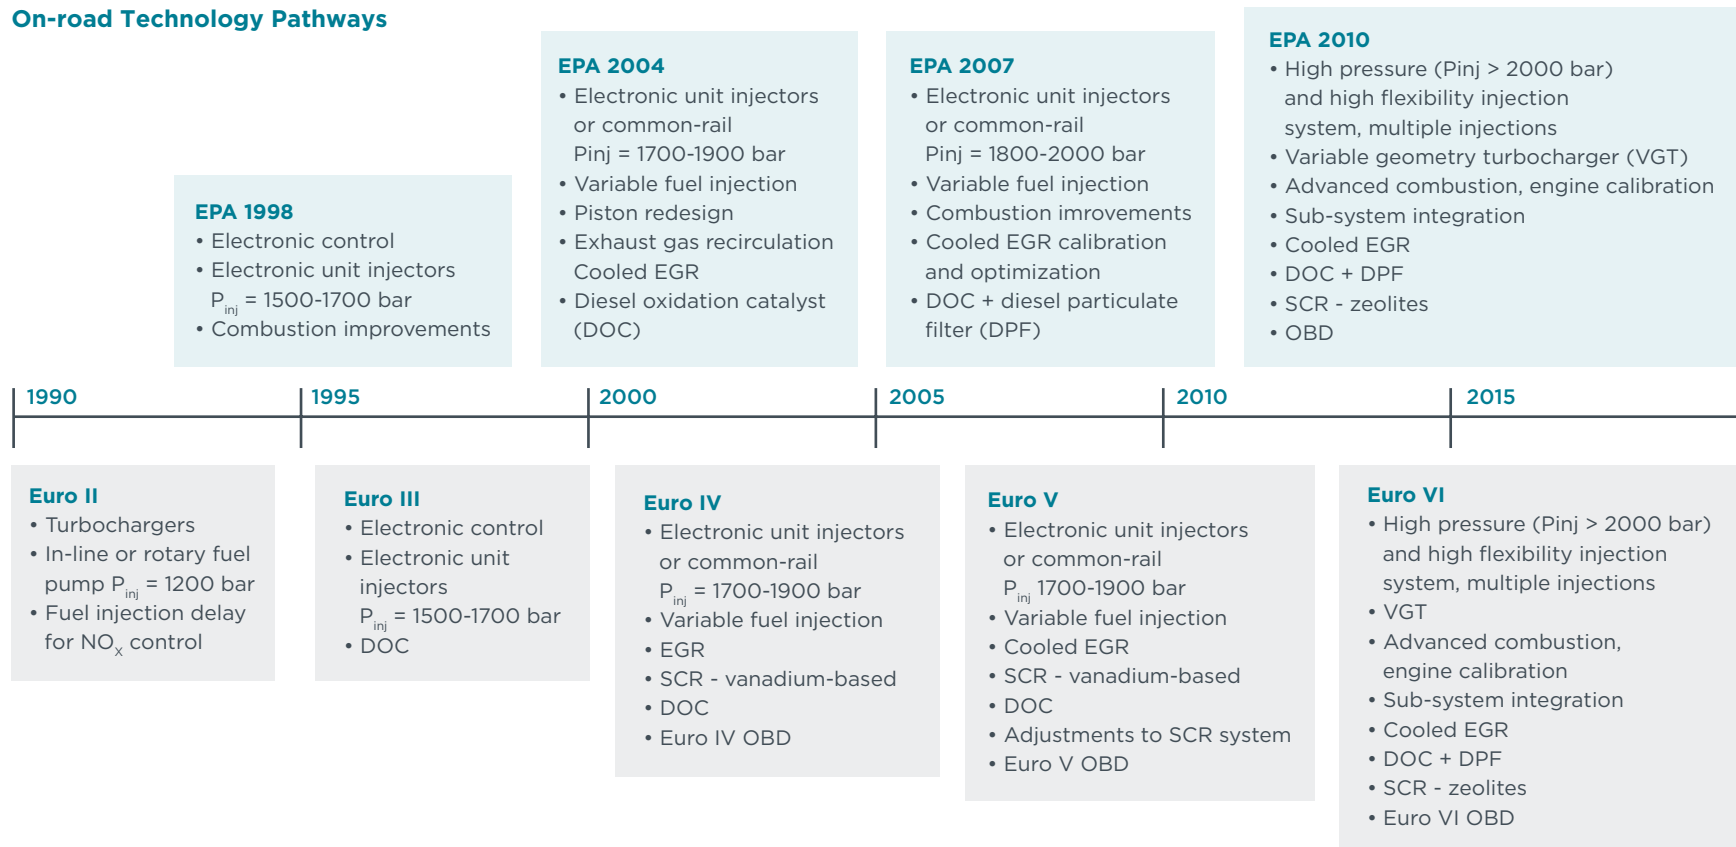 On-road Technology Pathways
EPA 1998
• Electronic control
• Electronic unit injectors
Pinj = 1500-1700 bar
• Combustion improvements
EPA 2004
• Electronic unit injectors
or common-rail
Pinj = 1700-1900 bar
• Variable fuel injection
• Piston redesign
• Exhaust gas recirculation
Cooled EGR
• Diesel oxidation catalyst
(DOC)
EPA 2007
• Electronic unit injectors
or common-rail
Pinj = 1800-2000 bar
• Variable fuel injection
• Combustion imrovements
• Cooled EGR calibration
and optimization
• DOC + diesel particulate
filter (DPF)
EPA 2010
• High pressure (Pinj > 2000 bar)
and high flexibility injection
system, multiple injections
• Variable geometry turbocharger (VGT)
• Advanced combustion, engine calibration
• Sub-system integration
• Cooled EGR
• DOC + DPF
• SCR - zeolites
• OBD
1990 1995 2000 2005 2010 2015
Euro II
• Turbochargers
• In-line or rotary fuel
pump Pinj = 1200 bar
• Fuel injection delay
for NOX control
Euro III
• Electronic control
• Electronic unit
injectors
Pinj = 1500-1700 bar
• DOC
Euro IV
• Electronic unit injectors
or common-rail
Pinj = 1700-1900 bar
• Variable fuel injection
• EGR
• SCR - vanadium-based
• DOC
• Euro IV OBD
Euro V
• Electronic unit injectors
or common-rail
Pinj 1700-1900 bar
• Variable fuel injection
• Cooled EGR
• SCR - vanadium-based
• DOC
• Adjustments to SCR system
• Euro V OBD
Euro VI
• High pressure (Pinj > 2000 bar)
and high flexibility injection
system, multiple injections
• VGT
• Advanced combustion,
engine calibration
• Sub-system integration
• Cooled EGR
• DOC + DPF
• SCR - zeolites
• Euro VI OBD